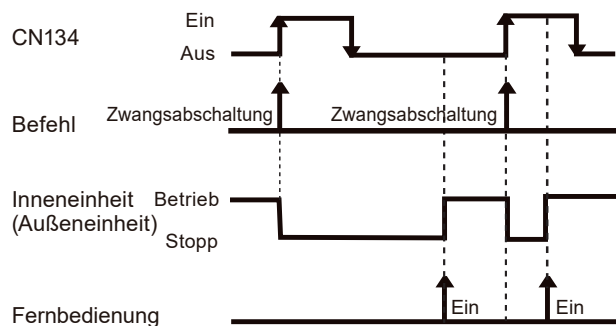 Ein
CN134
Aus
Zwangsabschaltung Zwangsabschaltung
Befehl
Inneneinheit Betrieb
(Außeneinheit)
Stopp
Ein Ein
Fernbedienung